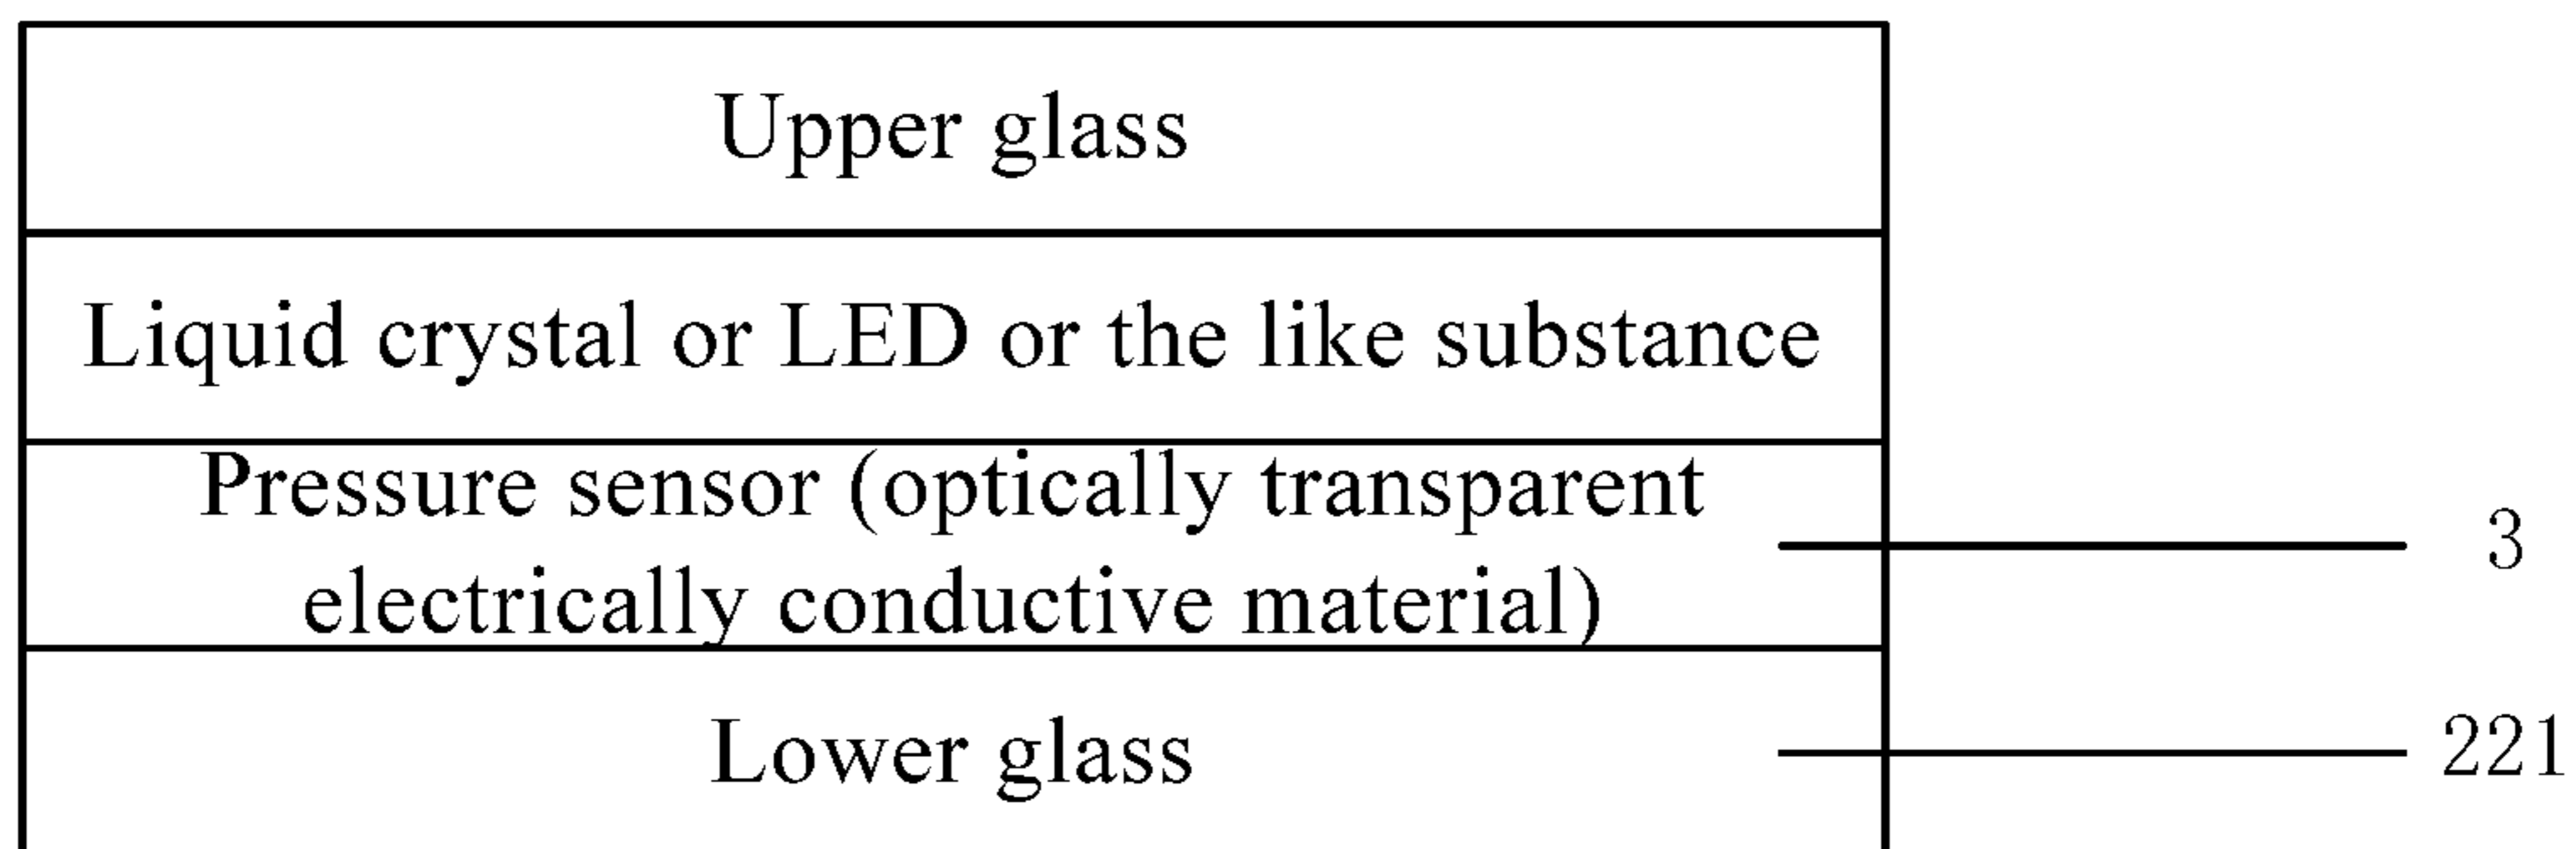 Upper glass
Liquid crystal or LED or the like substance
Pressure sensor (optically transparent
electrically conductive material)
3
Lower glass
221